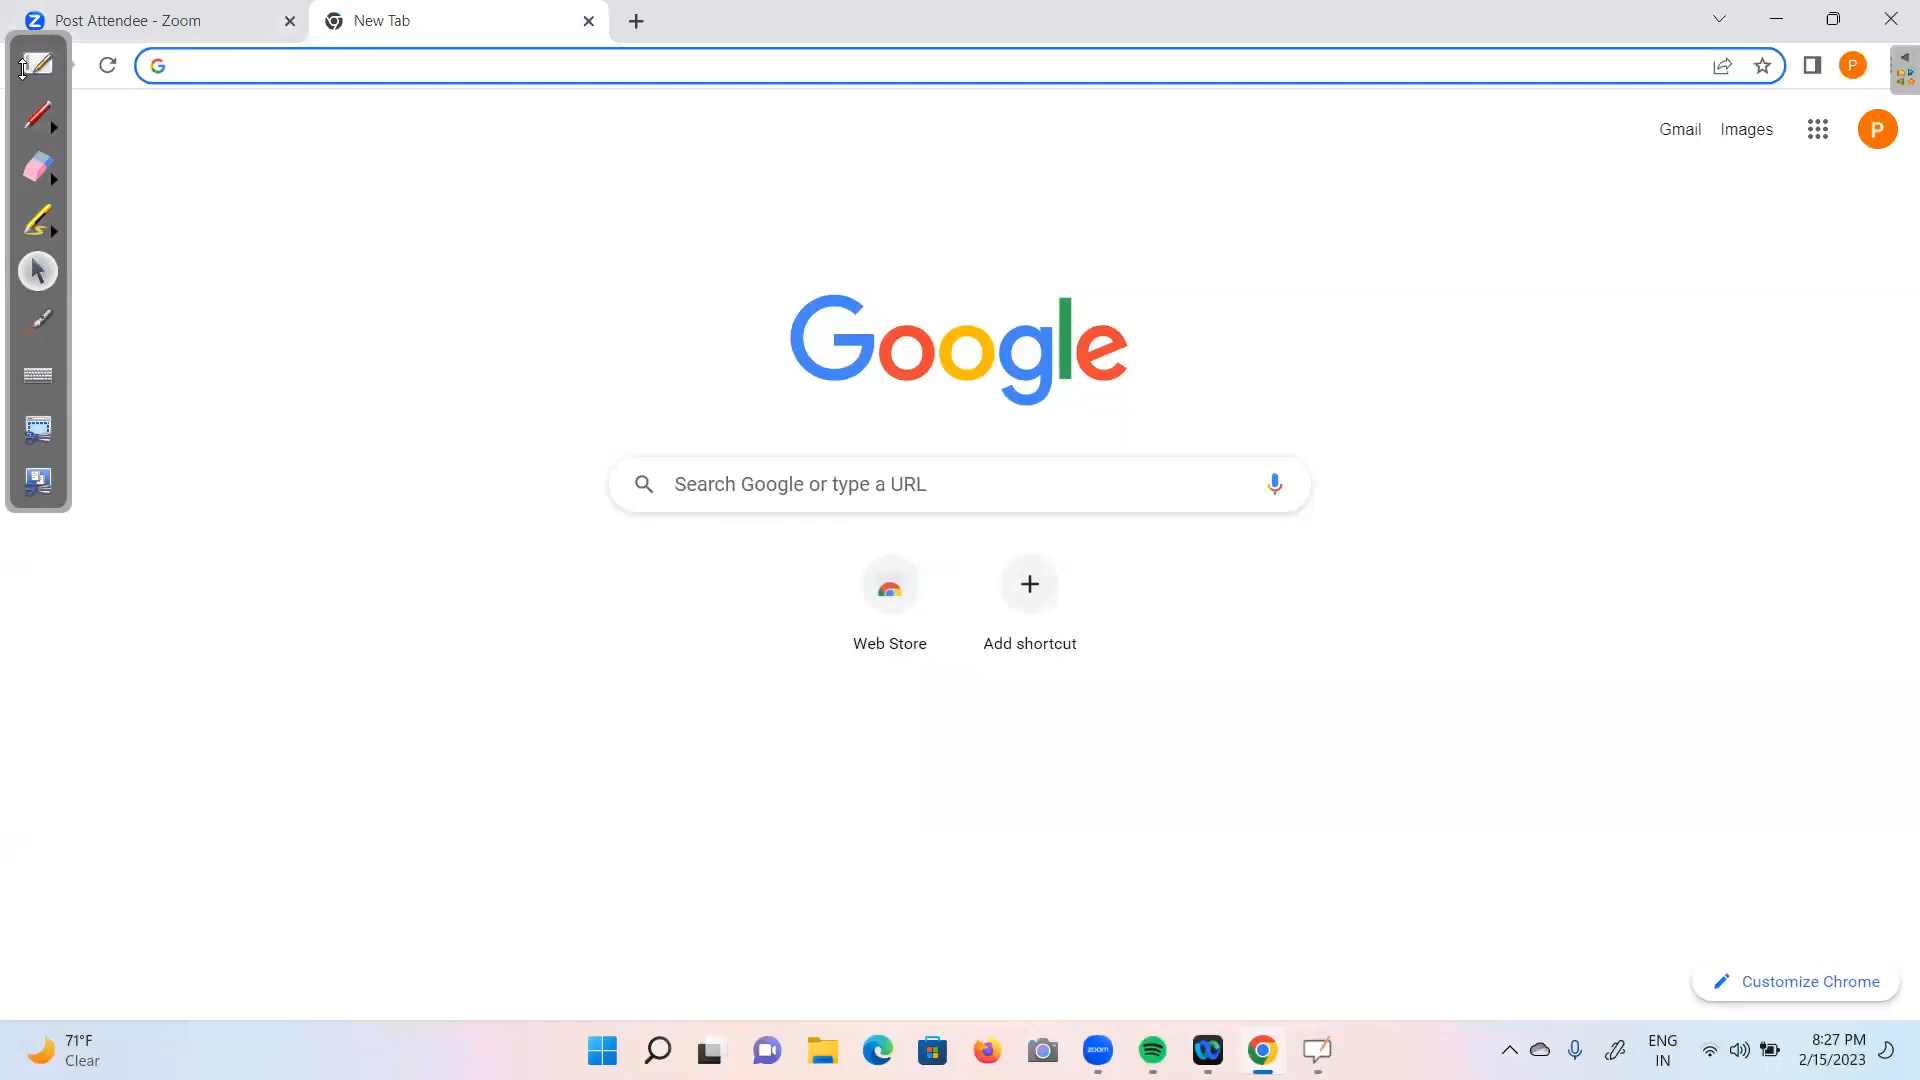 Post Attendee - Zoom
New Tab
P
Gmail
Images
P
Google
Search Google or type a URL
Web Store
Add shortcut
Customize Chrome
71°F
Clear
zoom
ENG
IN
8:27 PM
2/15/2023